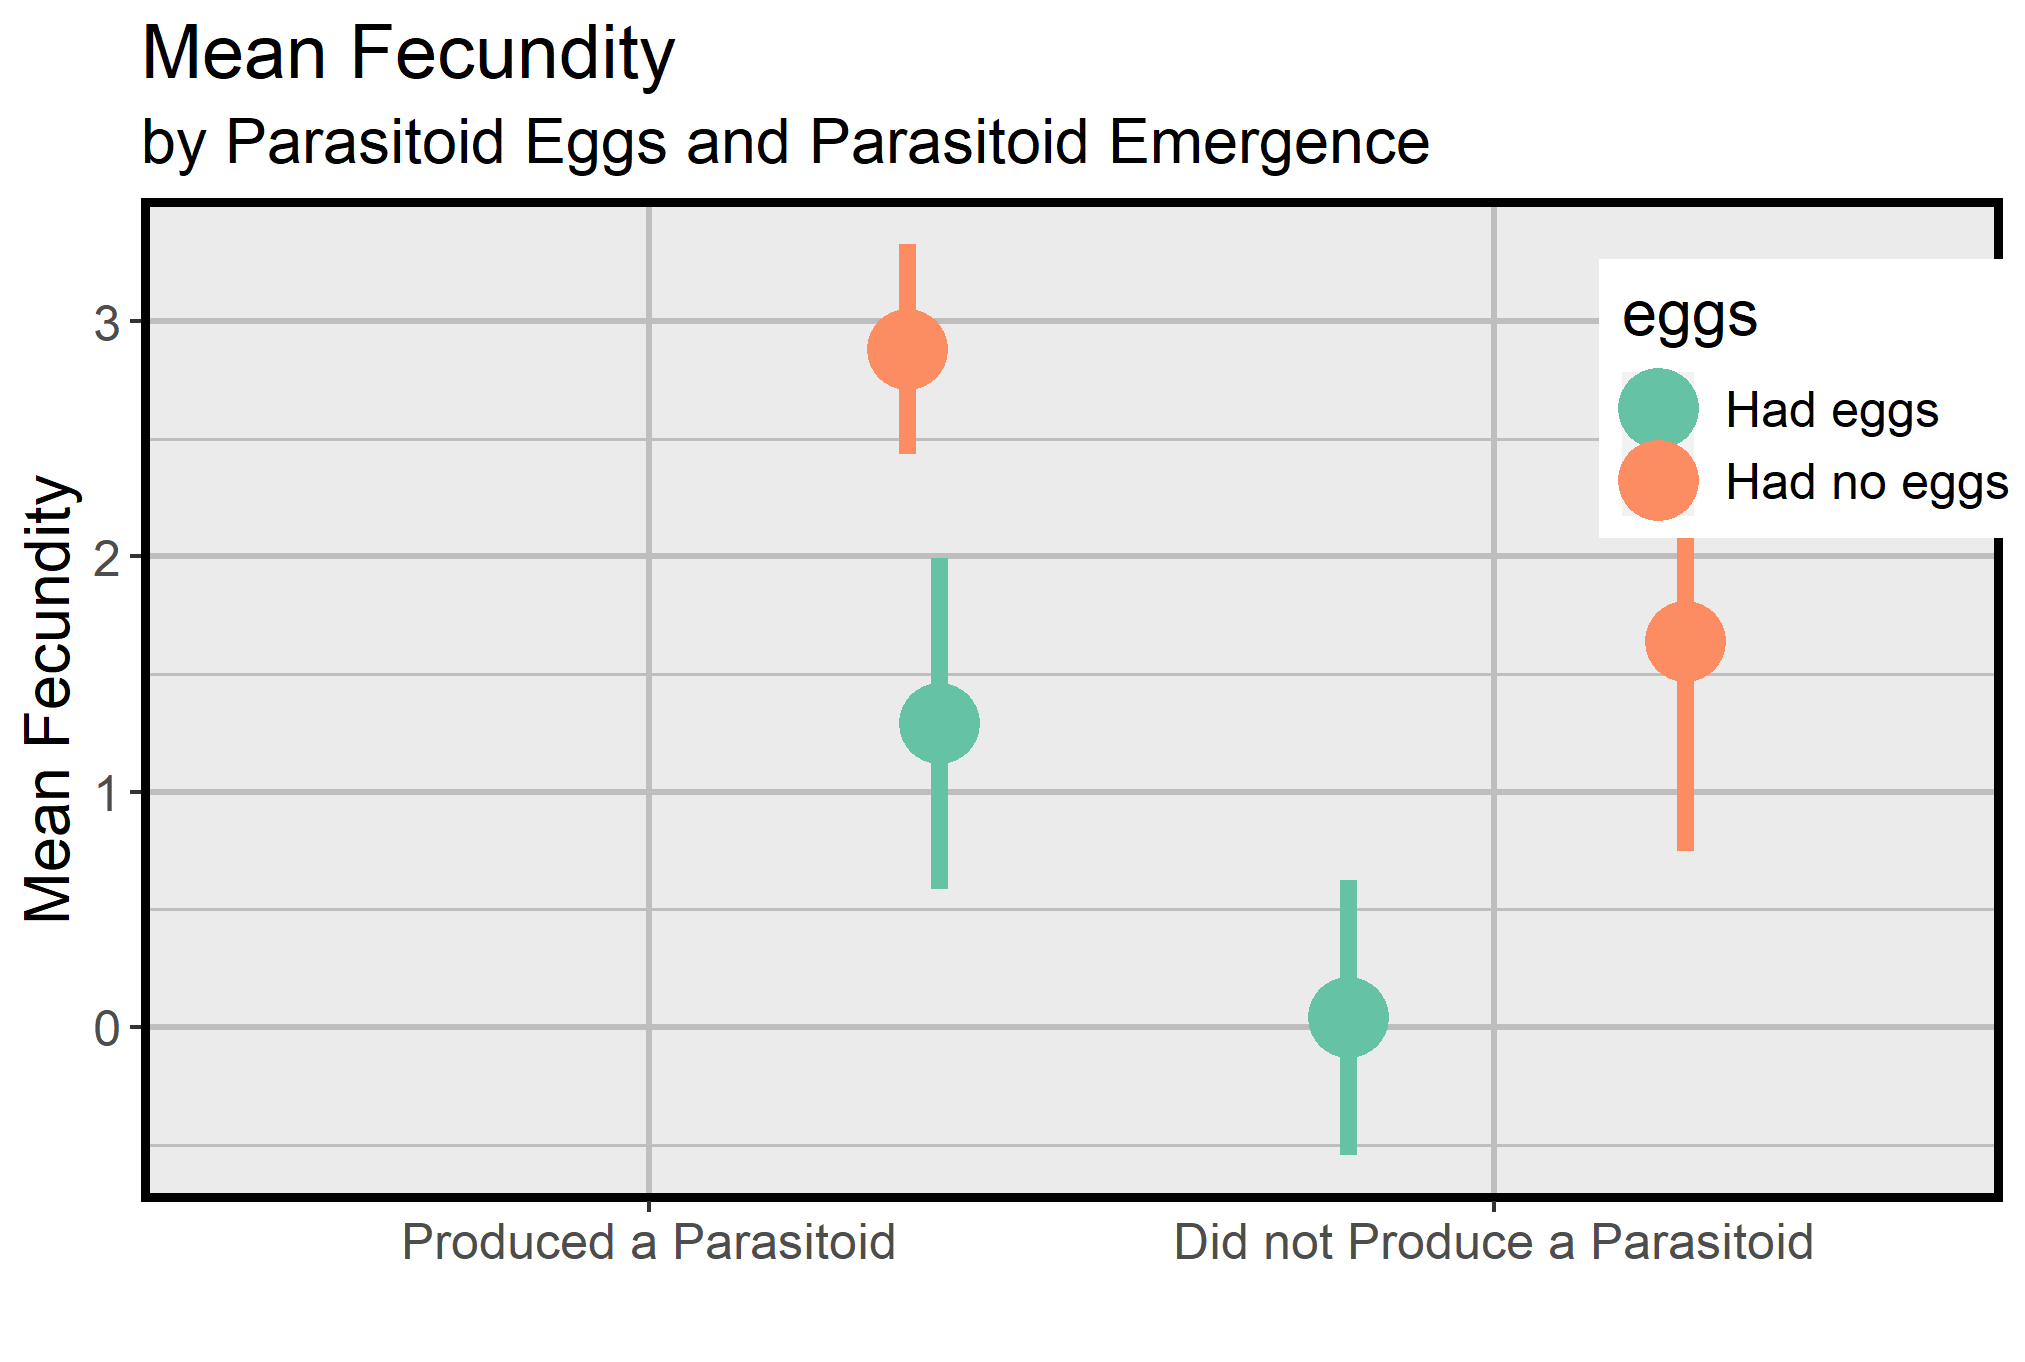 Mean Fecundity
by Parasitoid Eggs and Parasitoid Emergence
Mean Fecundity
3
2
1
0
eggs
Had eggs
Had no eggs
Produced a Parasitoid
Did not Produce a Parasitoid